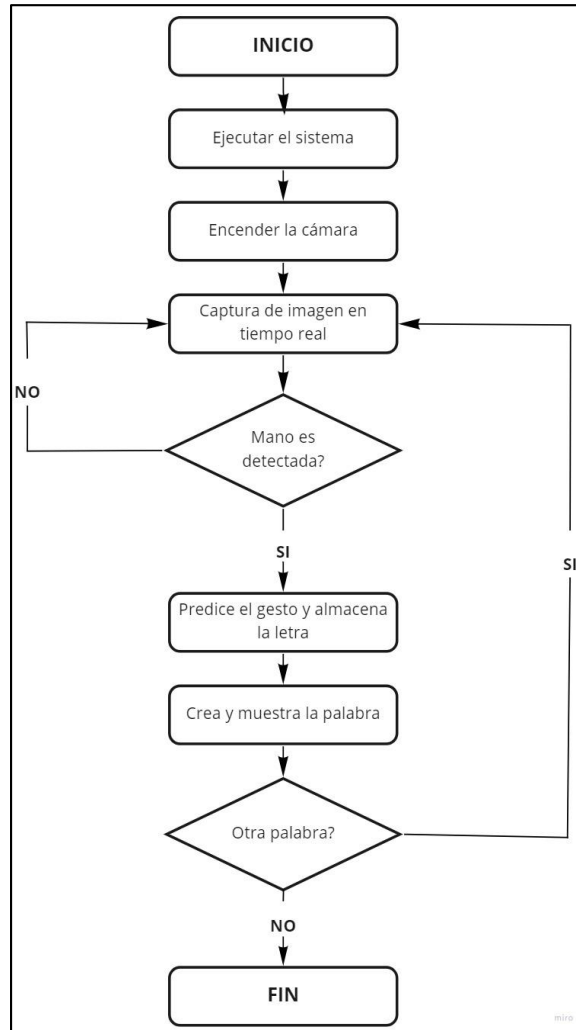 INICIO
Ejecutar el sistema
Encender la cámara
Captura de imagen en
tiempo real
NO
Mano es
detectada?
SI
SI
Predice el gesto y almacena
la letra
Crea y muestra la palabra
Otra palabra?
NO
FIN
miro